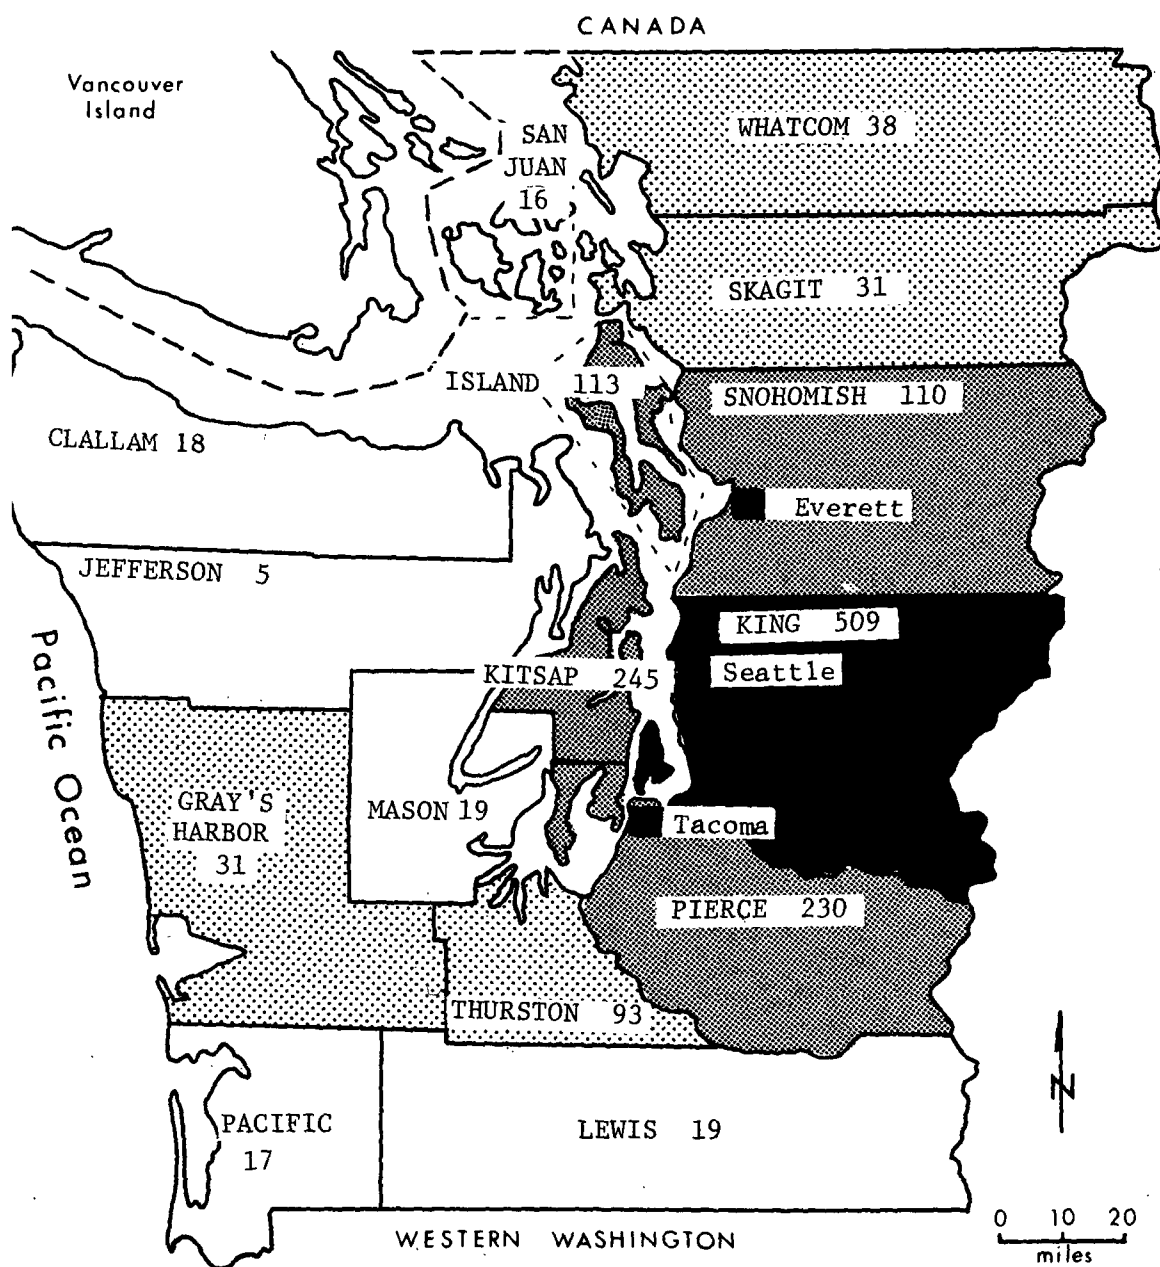 CANADA
Vancouver
Island
SAN
JUAN
16
WHATCOM 38
SKAGIT 31
ISLAND 113
SNOHOMISH 110
CLALLAM 18
Everett
JEFFERSON 5
KING 509
Seattle
KITSAP 245
Pacific Ocean
GRAY'S
HARBOR
31
MASON 19
Tacoma
PIERCE 230
THURSTON 93
N
PACIFIC
17
LEWIS 19
0 10 20
miles
WESTERN WASHINGTON